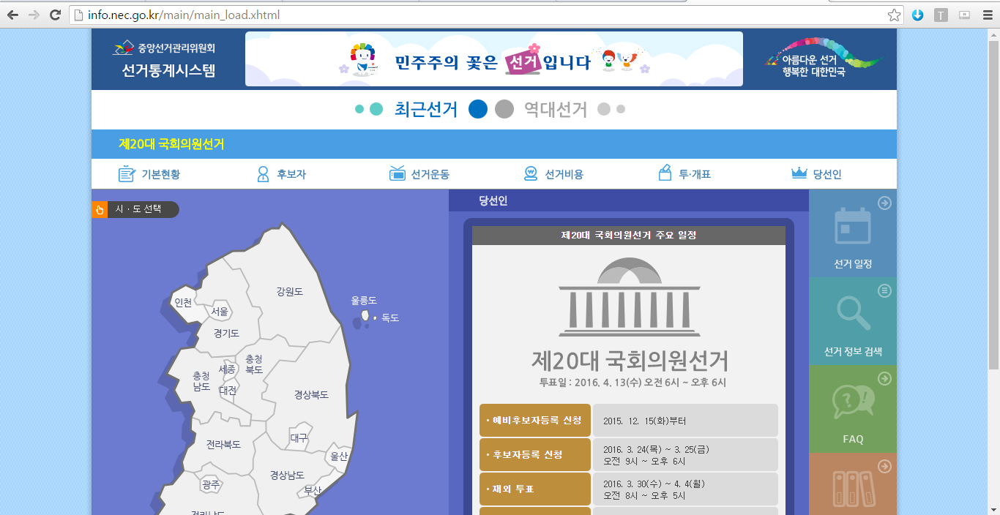 info.nec.go.kr/main/main_load.xhtml
T
중앙선거관리위원회
선거통계시스템
민주주의 꽃은 선거입니다
아름다운 선거
행복한 대한민국
최근선거
역대선거
제20대 국회의원선거
기본현황
후보자
선거운동
선거비용
투·개표
당선인
시·도 선택
강원도
인천
서울
경기도
울릉도
독도
충청
북도
세종
충청
남도
대전
경상북도
대구
전라북도
울산
경상남도
광주
부산
전라남도
당선인
제20대 국회의원선거 주요 일정
제20대 국회의원선거
투표일 : 2016. 4. 13(수) 오전 6시 ~ 오후 6시
· 예비후보자등록 신청
2015. 12. 15(화)부터
· 후보자등록 신청
2016. 3. 24(목) ~ 3. 25(금)
오전 9시 ~ 오후 6시
· 재외 투표
2016. 3. 30(수) ~ 4. 4(월)
오전 8시 ~ 오후 5시
선거 일정
선거 정보 검색
FAQ